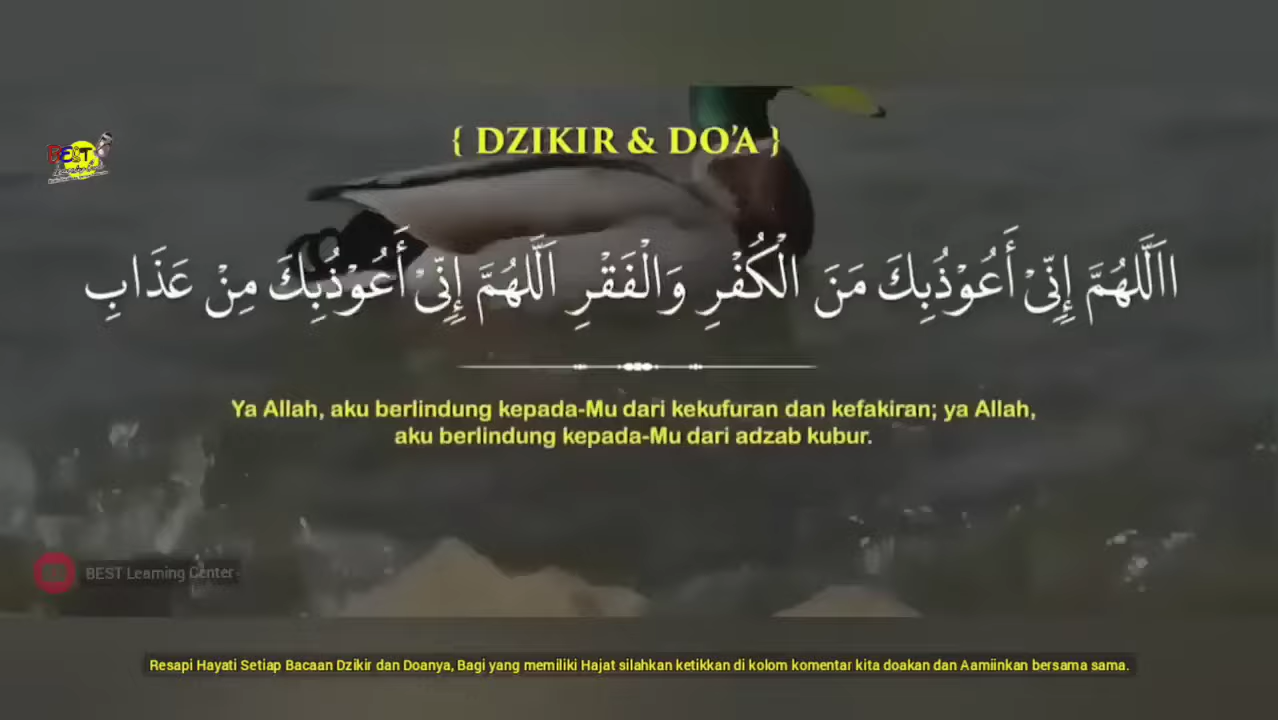 { DZIKIR & DO'A }
BEST
االَلَّهُمَّ إِنِّىْ أَعُوْذُبِكَ مَنَ الْكُفْرِ وَالْفَقْرِ اَللَّهُمَّ إِنِّىْ أَعُوْذُبِكَ مِنْ عَذَابِ
Ya Allah, aku berlindung kepada-Mu dari kekufuran dan kefakiran; ya Allah,
aku berlindung kepada-Mu dari adzab kubur.
BEST Learning Center
Resapi Hayati Setiap Bacaan Dzikir dan Doanya, Bagi yang memiliki Hajat silahkan ketikkan di kolom komentar kita doakan dan Aamiinkan bersama sama.